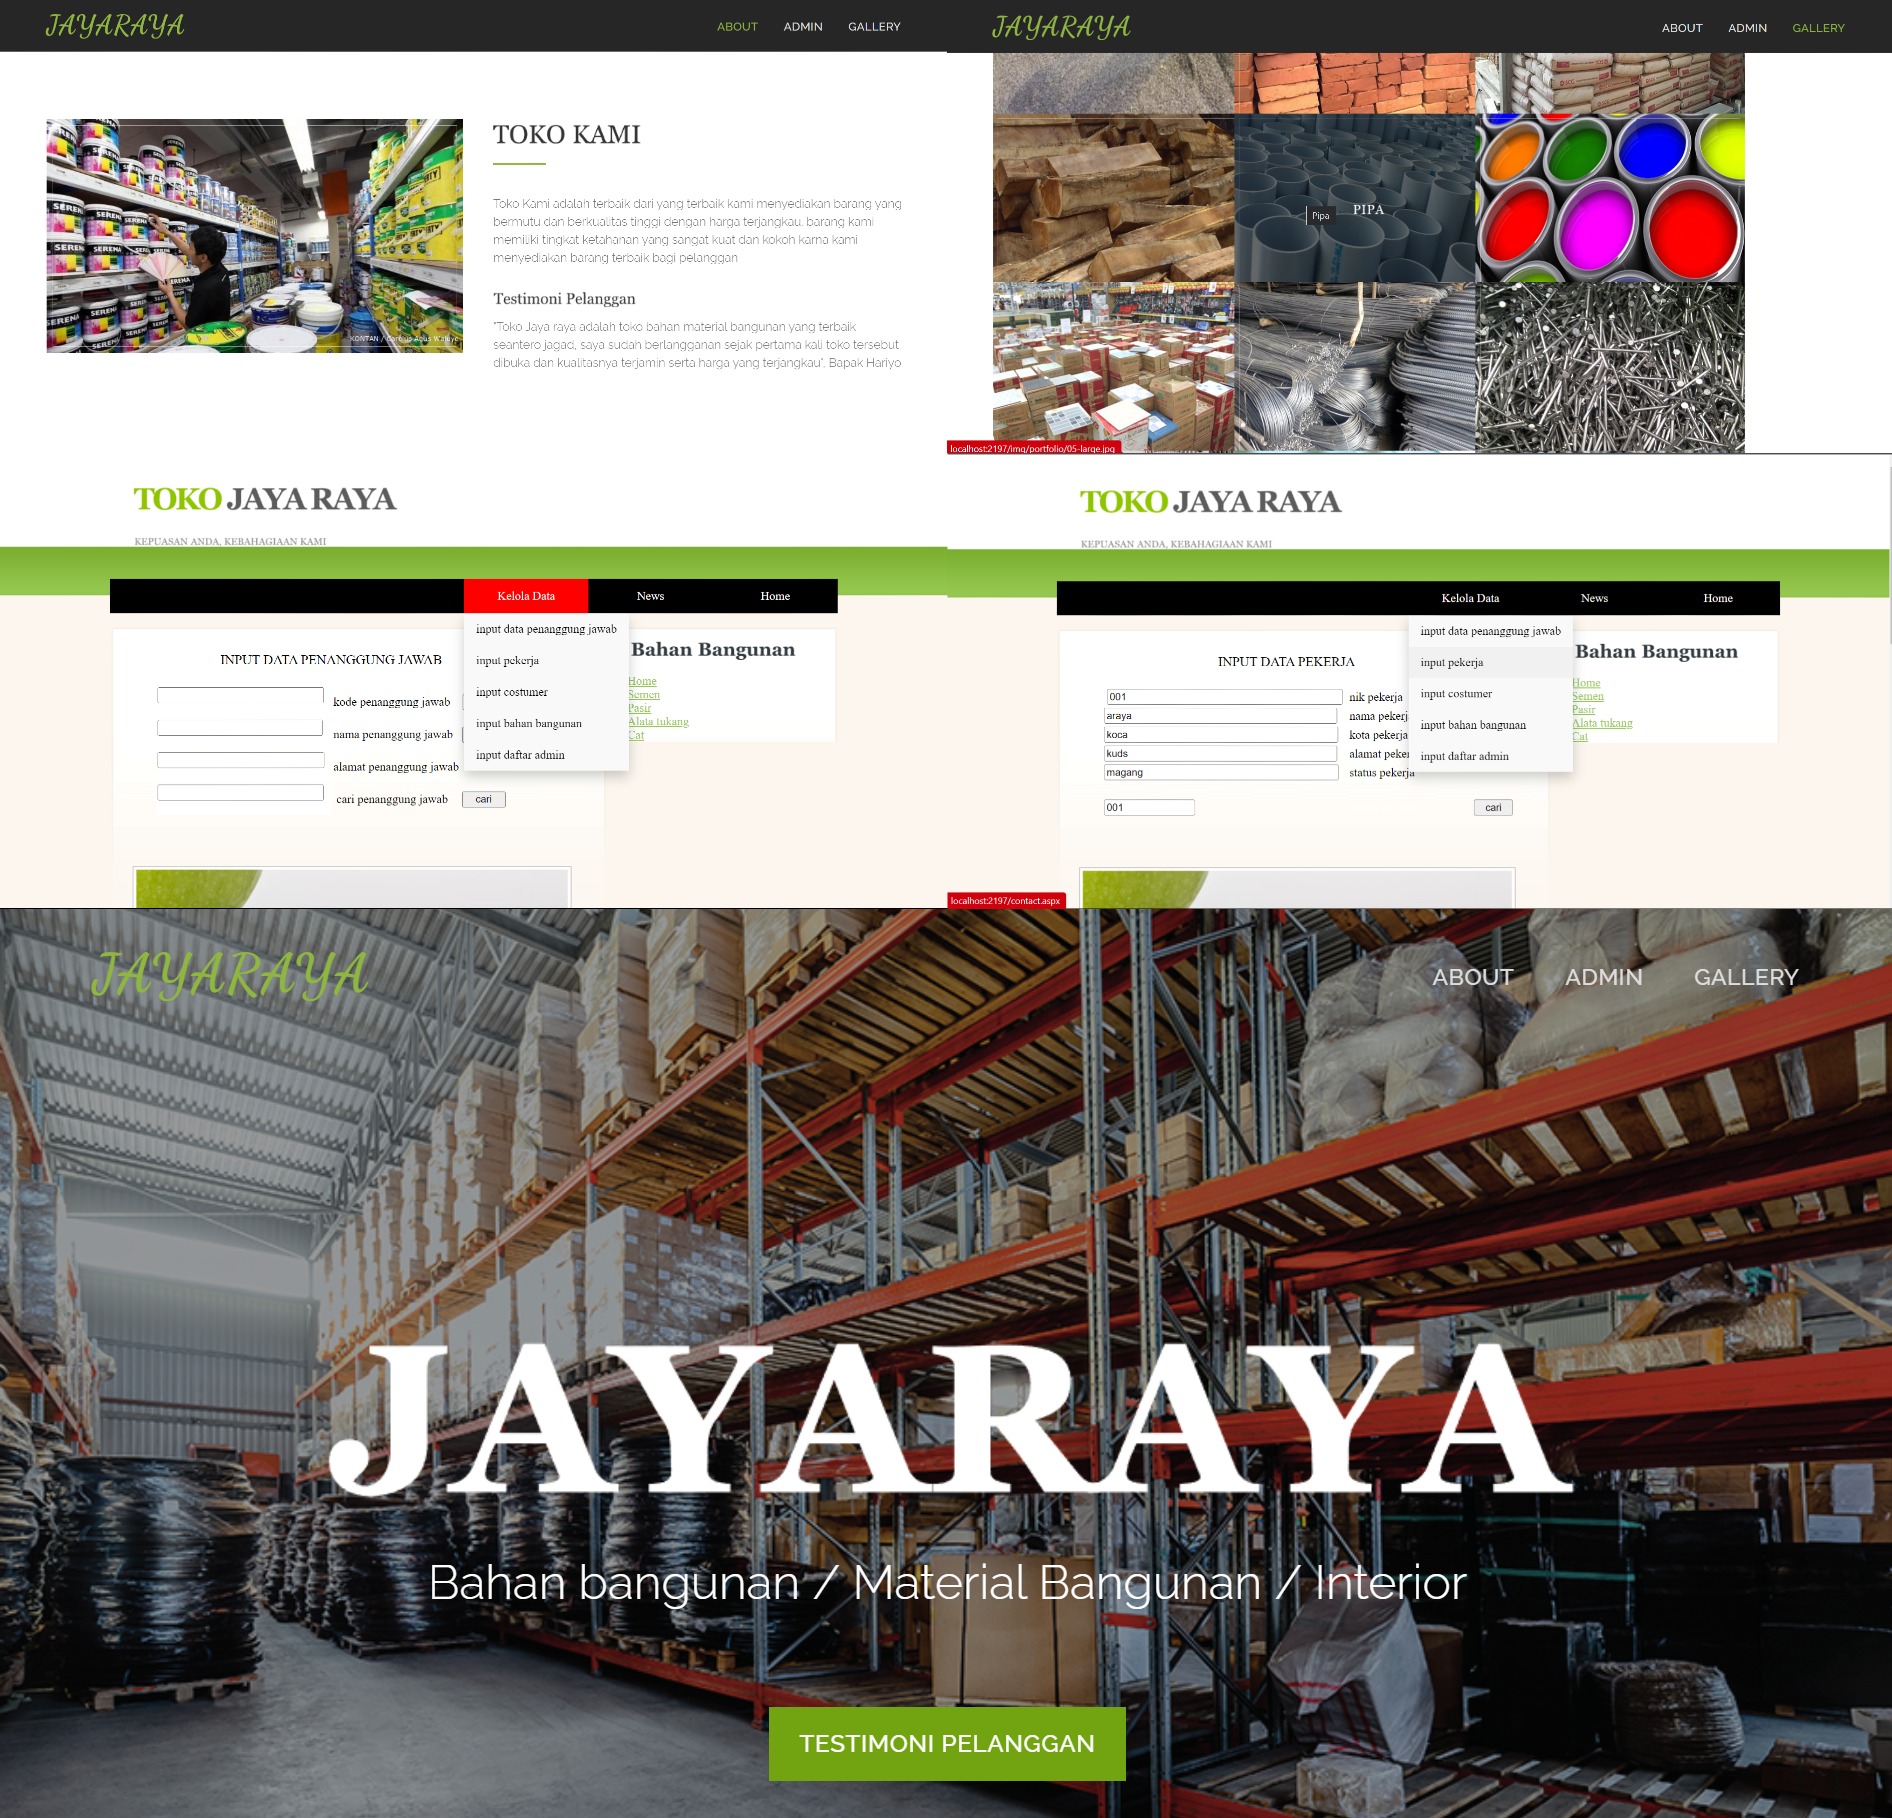 JAYARAYA
ABOUT ADMIN GALLERY
TOKO KAMI
Toko Kami adalah terbaik dari yang terbaik kami menyediakan barang yang
bermutu dan berkualitas tinggi dengan harga terjangkau, barang kami
memiliki tingkat ketahanan yang sangat kuat dan kokoh karna kami
menyediakan barang terbaik bagi pelanggan
Testimoni Pelanggan
"Toko Jaya raya adalah toko bahan material bangunan yang terbaik
seantero jagad, saya sudah berlangganan sejak pertama kali toko tersebut
dibuka dan kualitasnya terjamin serta harga yang terjangkau", Bapak Hariyo
SERENA
SERENA
SERENA
SERENA
KONTAN /
JAYARAYA
ABOUT ADMIN GALLERY
Pipa
PIPA
localhost:2197/img/portfolio/05-large.jpg
TOKO JAYA RAYA
KEPUASAN ANDA, KEBAHAGIAAN KAMI
Kelola Data News Home
input data penanggung jawab
input pekerja
input costumer
input bahan bangunan
input daftar admin
INPUT DATA PENANGGUNG JAWAB
kode penanggung jawab
nama penanggung jawab
alamat penanggung jawab
cari penanggung jawab cari
Bahan Bangunan
Home
Semen
Pasir
Alata tukang
Cat
TOKO JAYA RAYA
KEPUASAN ANDA, KEBAHAGIAAN KAMI
Kelola Data News Home
input data penanggung jawab
input pekerja
input costumer
input bahan bangunan
input daftar admin
INPUT DATA PEKERJA
001 nik pekerja
araya nama pekerj
koca kota pekerja
kuds alamat peker
magang status pekerja
001 cari
Bahan Bangunan
Home
Semen
Pasir
Alata tukang
Cat
localhost:2197/contact.aspx
JAYARAYA
ABOUT ADMIN GALLERY
JAYARAYA
Bahan bangunan / Material Bangunan / Interior
TESTIMONI PELANGGAN